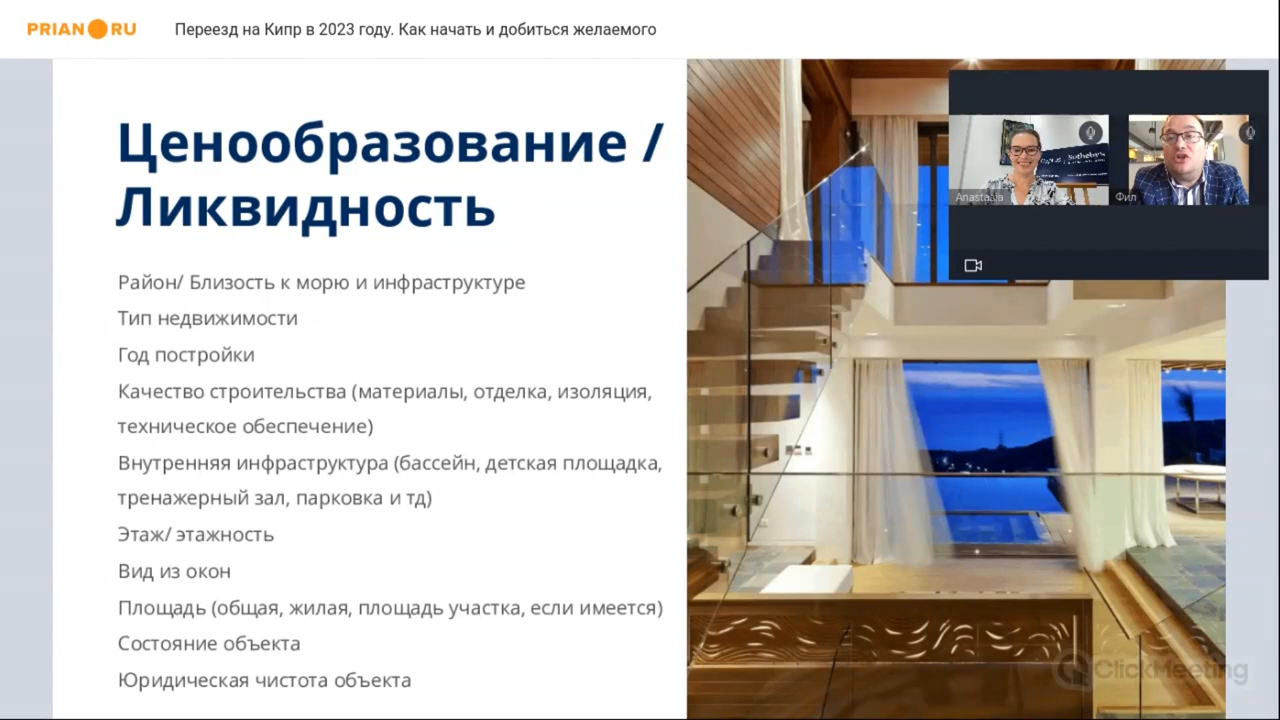 PRIAN RU
Переезд на Кипр в 2023 году. Как начать и добиться желаемого
Ценообразование /
Ликвидность
Район/ Близость к морю и инфраструктуре
Тип недвижимости
Год постройки
Качество строительства (материалы, отделка, изоляция,
техническое обеспечение)
Внутренняя инфраструктура (бассейн, детская площадка,
тренажерный зал, парковка и тд)
Этаж/ этажность
Вид из окон
Площадь (общая, жилая, площадь участка, если имеется)
Состояние объекта
Юридическая чистота объекта
Sotheby's
Anastasia
Фил
ClickMeeting